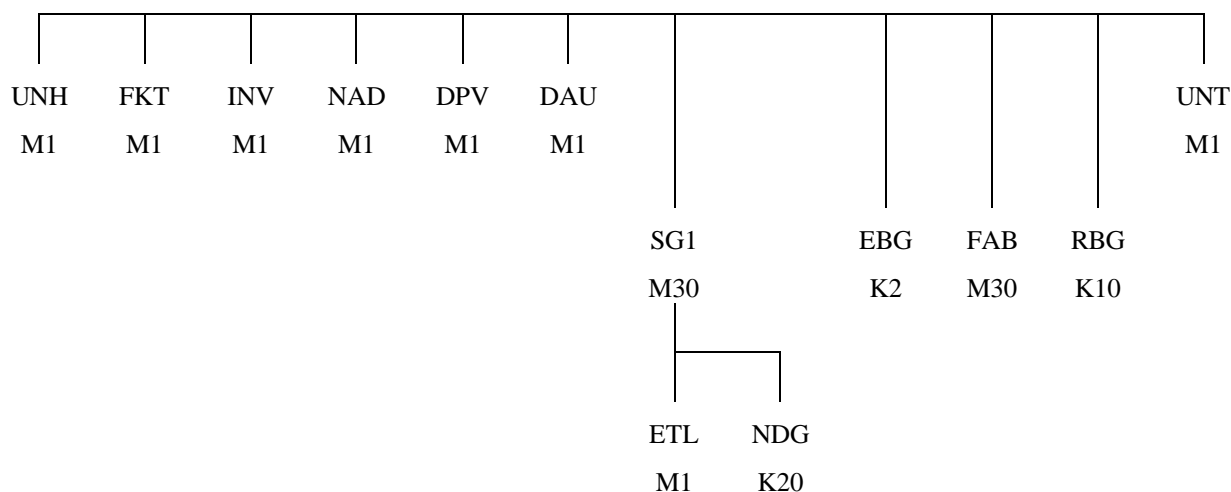 UNH FKT INV NAD DPV DAU UNT
M1 M1 M1 M1 M1 M1 M1
SG1 EBG FAB RBG
M30 K2 M30 K10
ETL NDG
M1 K20